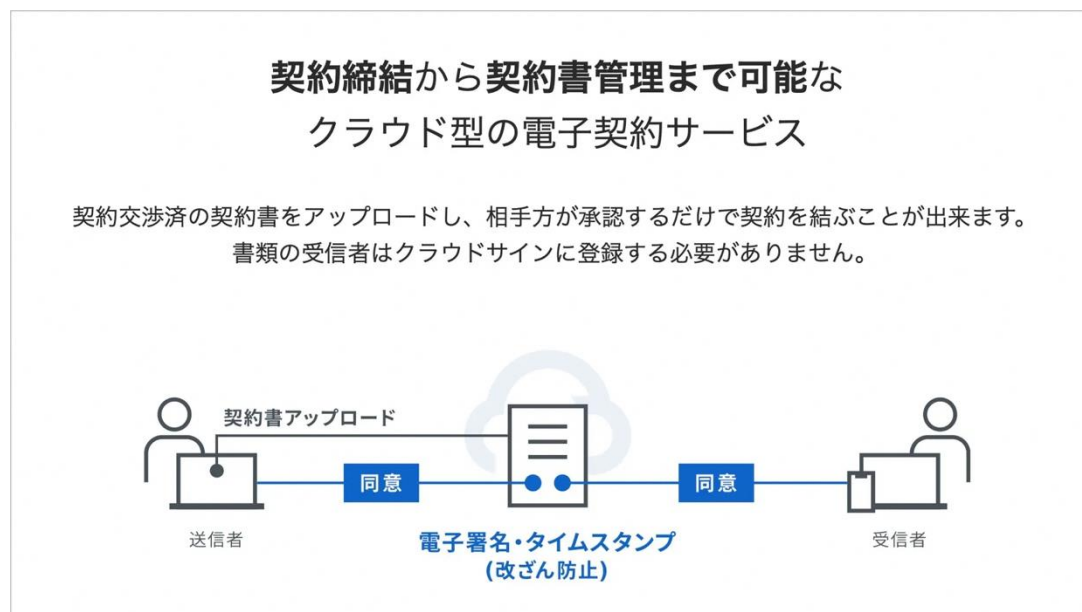 契約締結から契約書管理まで可能な
クラウド型の電子契約サービス
契約交渉済の契約書をアップロードし、相手方が承認するだけで契約を結ぶことが出来ます。
書類の受信者はクラウドサインに登録する必要がありません。
契約書アップロード
同意
同意
送信者
電子署名・タイムスタンプ
(改ざん防止)
受信者